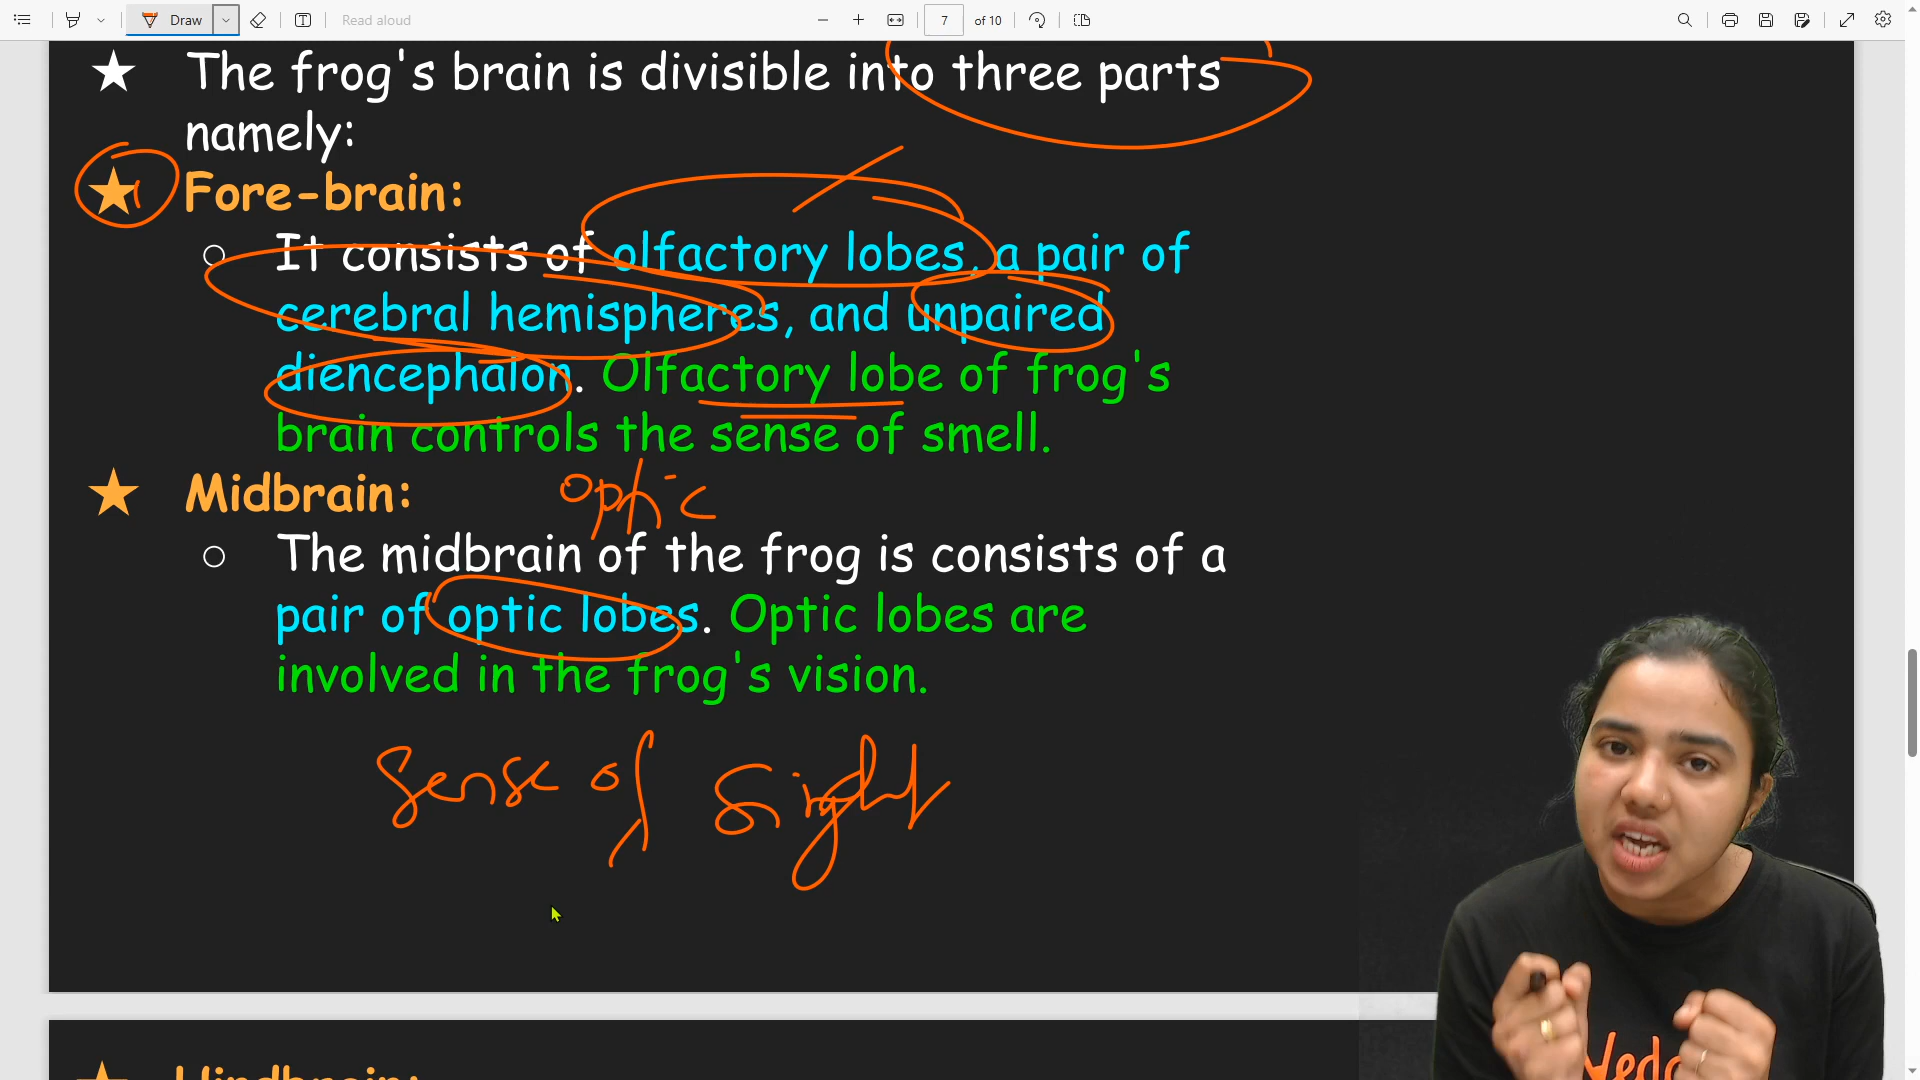 Draw
Read aloud
7
of 10
★ The frog's brain is divisible into three parts
namely:
★ 1 Fore-brain:
○ It consists of olfactory lobes, a pair of
cerebral hemispheres, and unpaired
diencephalon. Olfactory lobe of frog's
brain controls the sense of smell.
★ Midbrain:
optic
○ The midbrain of the frog is consists of a
pair of optic lobes. Optic lobes are
involved in the frog's vision.
Sense of Sight
★ Hindbrain: